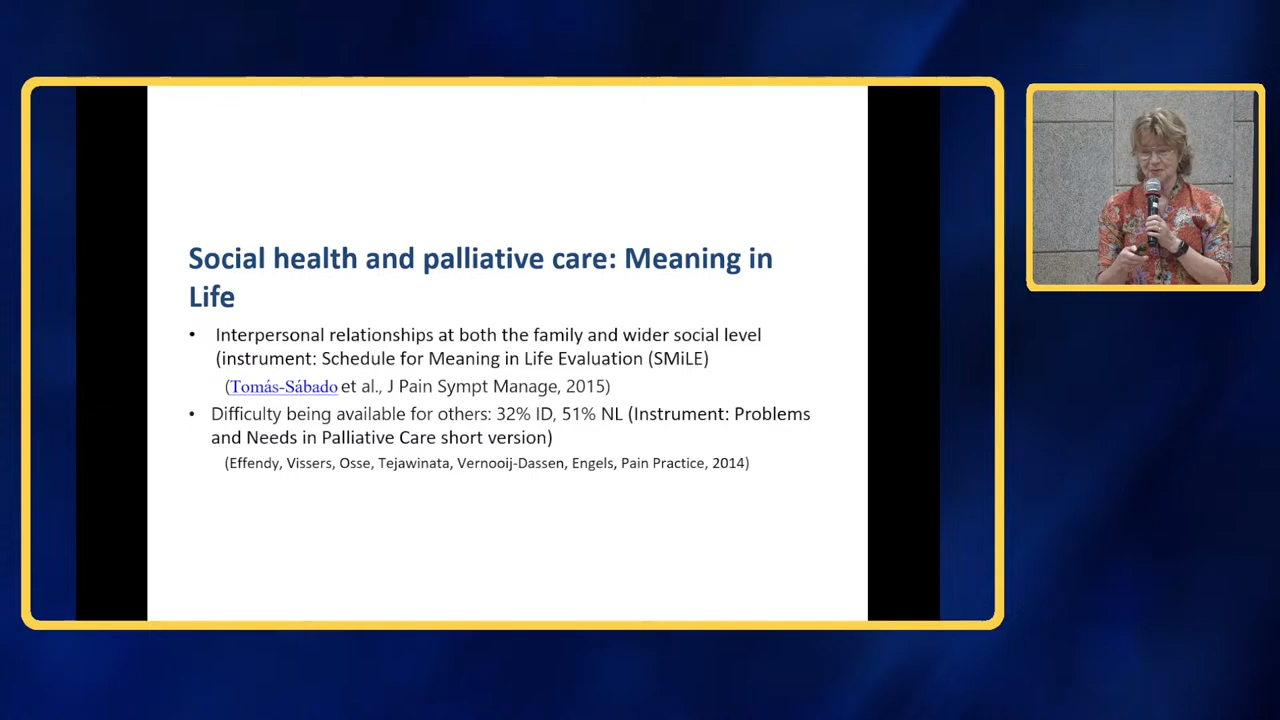 Social health and palliative care: Meaning in
Life
• Interpersonal relationships at both the family and wider social level
(instrument: Schedule for Meaning in Life Evaluation (SMiLE)
(Tomás-Sábado et al., J Pain Sympt Manage, 2015)
• Difficulty being available for others: 32% ID, 51% NL (Instrument: Problems
and Needs in Palliative Care short version)
(Effendy, Vissers, Osse, Tejawinata, Vernooij-Dassen, Engels, Pain Practice, 2014)